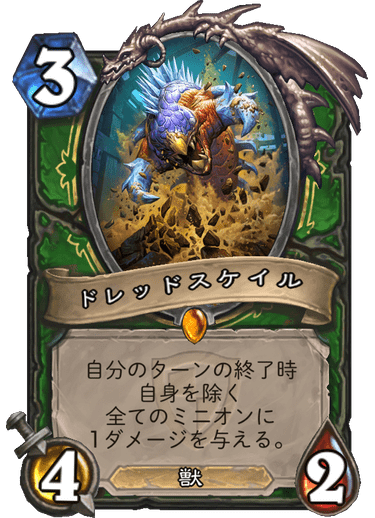 3
ドレッドスケイル
自分のターンの終了時
自身を除く
全てのミニオンに
1ダメージを与える。
獣
4
2